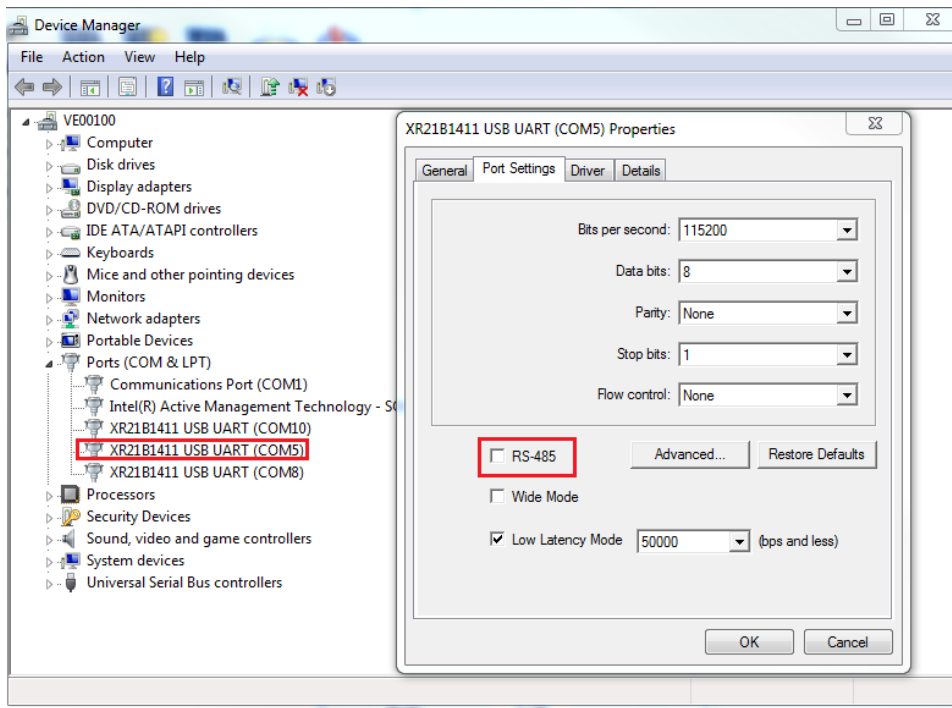 Device Manager
File Action View Help
VE00100
Computer
Disk drives
Display adapters
DVD/CD-ROM drives
IDE ATA/ATAPI controllers
Keyboards
Mice and other pointing devices
Monitors
Network adapters
Portable Devices
Ports (COM & LPT)
Communications Port (COM1)
Intel(R) Active Management Technology -
XR21B1411 USB UART (COM10)
XR21B1411 USB UART (COM5)
XR21B1411 USB UART (COM8)
Processors
Security Devices
Sound, video and game controllers
System devices
Universal Serial Bus controllers
XR21B1411 USB UART (COM5) Properties
General Port Settings Driver Details
Bits per second: 115200
Data bits: 8
Parity: None
Stop bits: 1
Flow control: None
RS-485 Advanced... Restore Defaults
Wide Mode
Low Latency Mode 50000 (bps and less)
OK Cancel